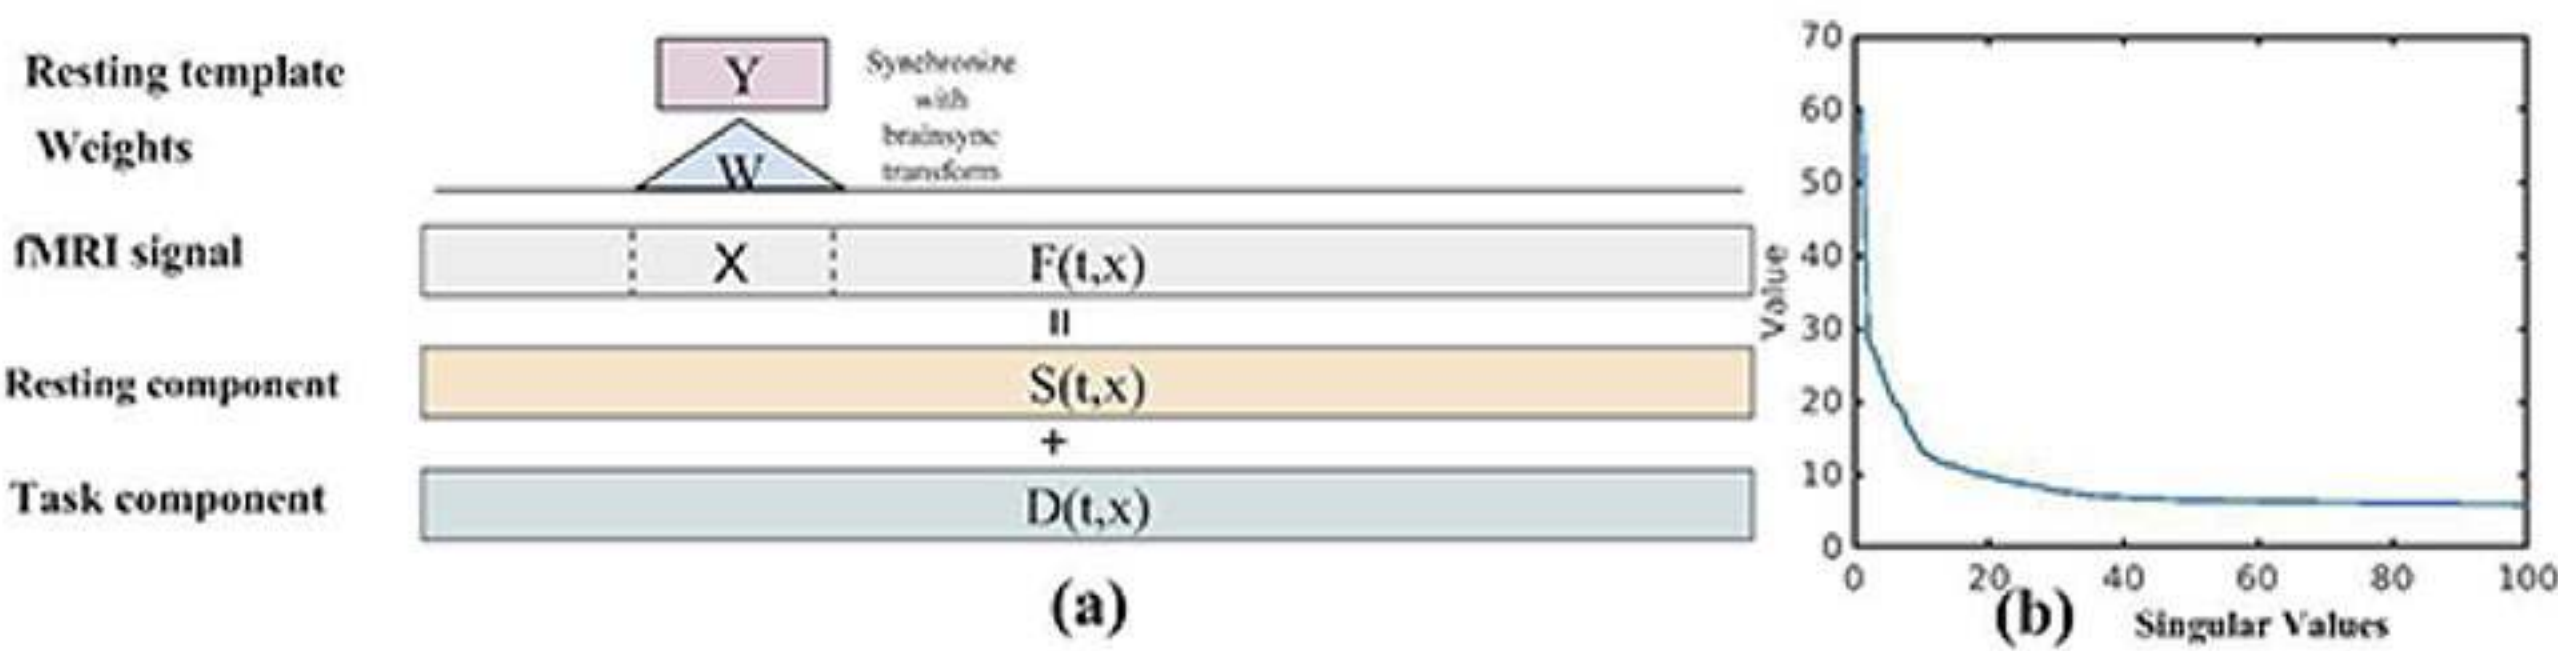 Resting template
Y
Synchronize
with
brainsync
transform
Weights
W
fMRI signal
X
F(t,x)
=
Resting component
S(t,x)
+
Task component
D(t,x)
(a)
Value
70
60
50
40
30
20
10
0
0 20 40 60 80 100
(b)
Singular Values